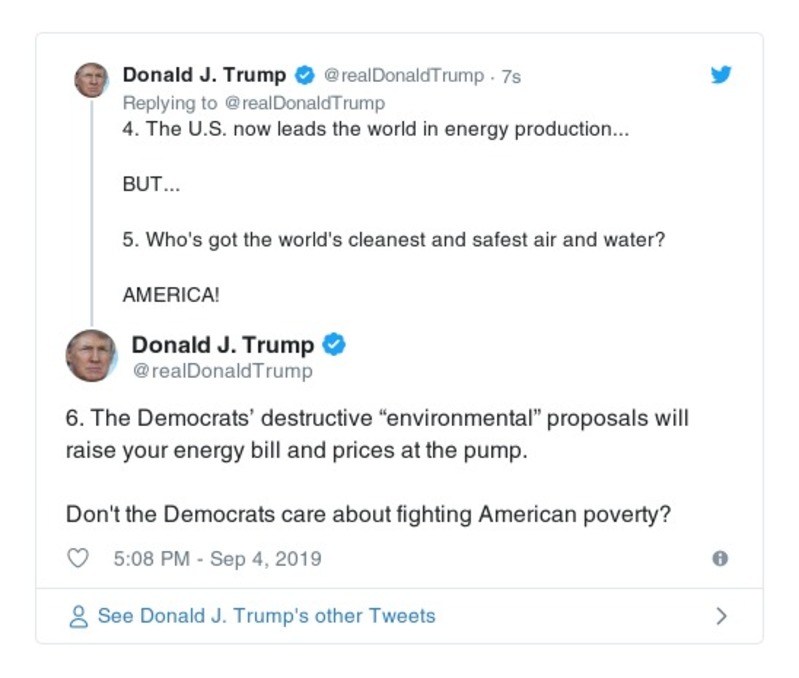 Donald J. Trump @realDonaldTrump · 7s
Replying to @realDonaldTrump
4. The U.S. now leads the world in energy production...
BUT...
5. Who's got the world's cleanest and safest air and water?
AMERICA!
Donald J. Trump
@realDonaldTrump
6. The Democrats’ destructive “environmental” proposals will
raise your energy bill and prices at the pump.
Don't the Democrats care about fighting American poverty?
5:08 PM - Sep 4, 2019
See Donald J. Trump's other Tweets